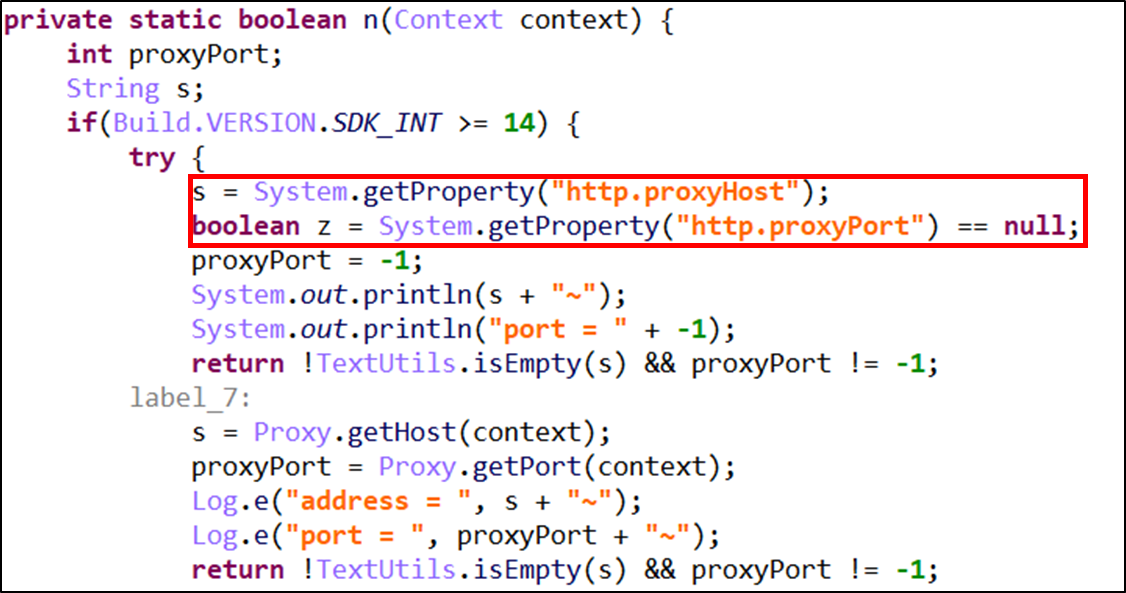 private static boolean n(Context context) {
    int proxyPort;
    String s;
    if(Build.VERSION.SDK_INT >= 14) {
        try {
            s = System.getProperty("http.proxyHost");
            boolean z = System.getProperty("http.proxyPort") == null;
            proxyPort = -1;
            System.out.println(s + "~");
            System.out.println("port = " + -1);
            return !TextUtils.isEmpty(s) && proxyPort != -1;
        label_7:
            s = Proxy.getHost(context);
            proxyPort = Proxy.getPort(context);
            Log.e("address = ", s + "~");
            Log.e("port = ", proxyPort + "~");
            return !TextUtils.isEmpty(s) && proxyPort != -1;